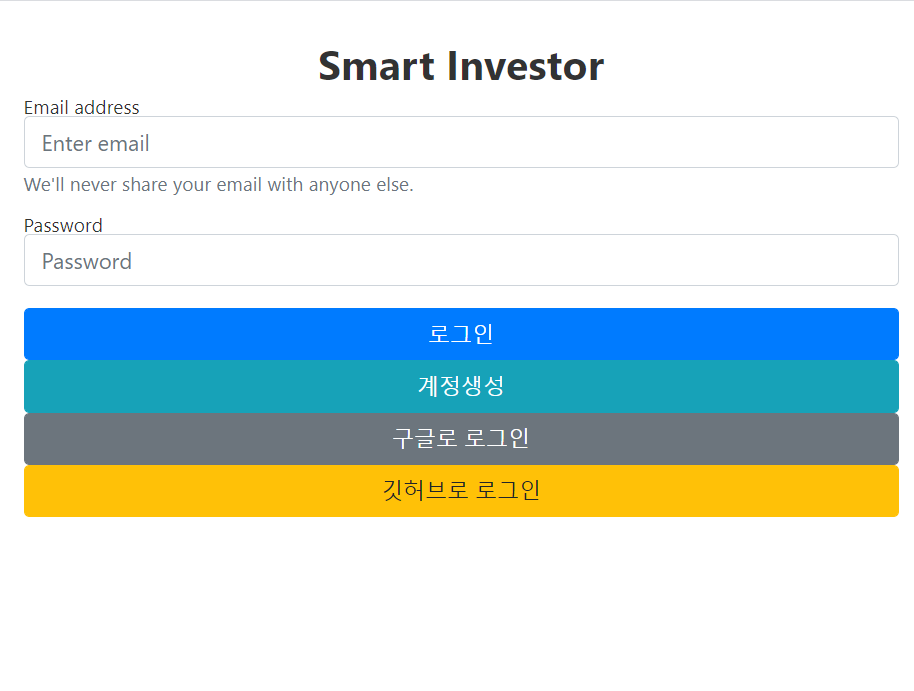 Smart Investor
Email address
Enter email
We'll never share your email with anyone else.
Password
Password
로그인
계정생성
구글로 로그인
깃허브로 로그인